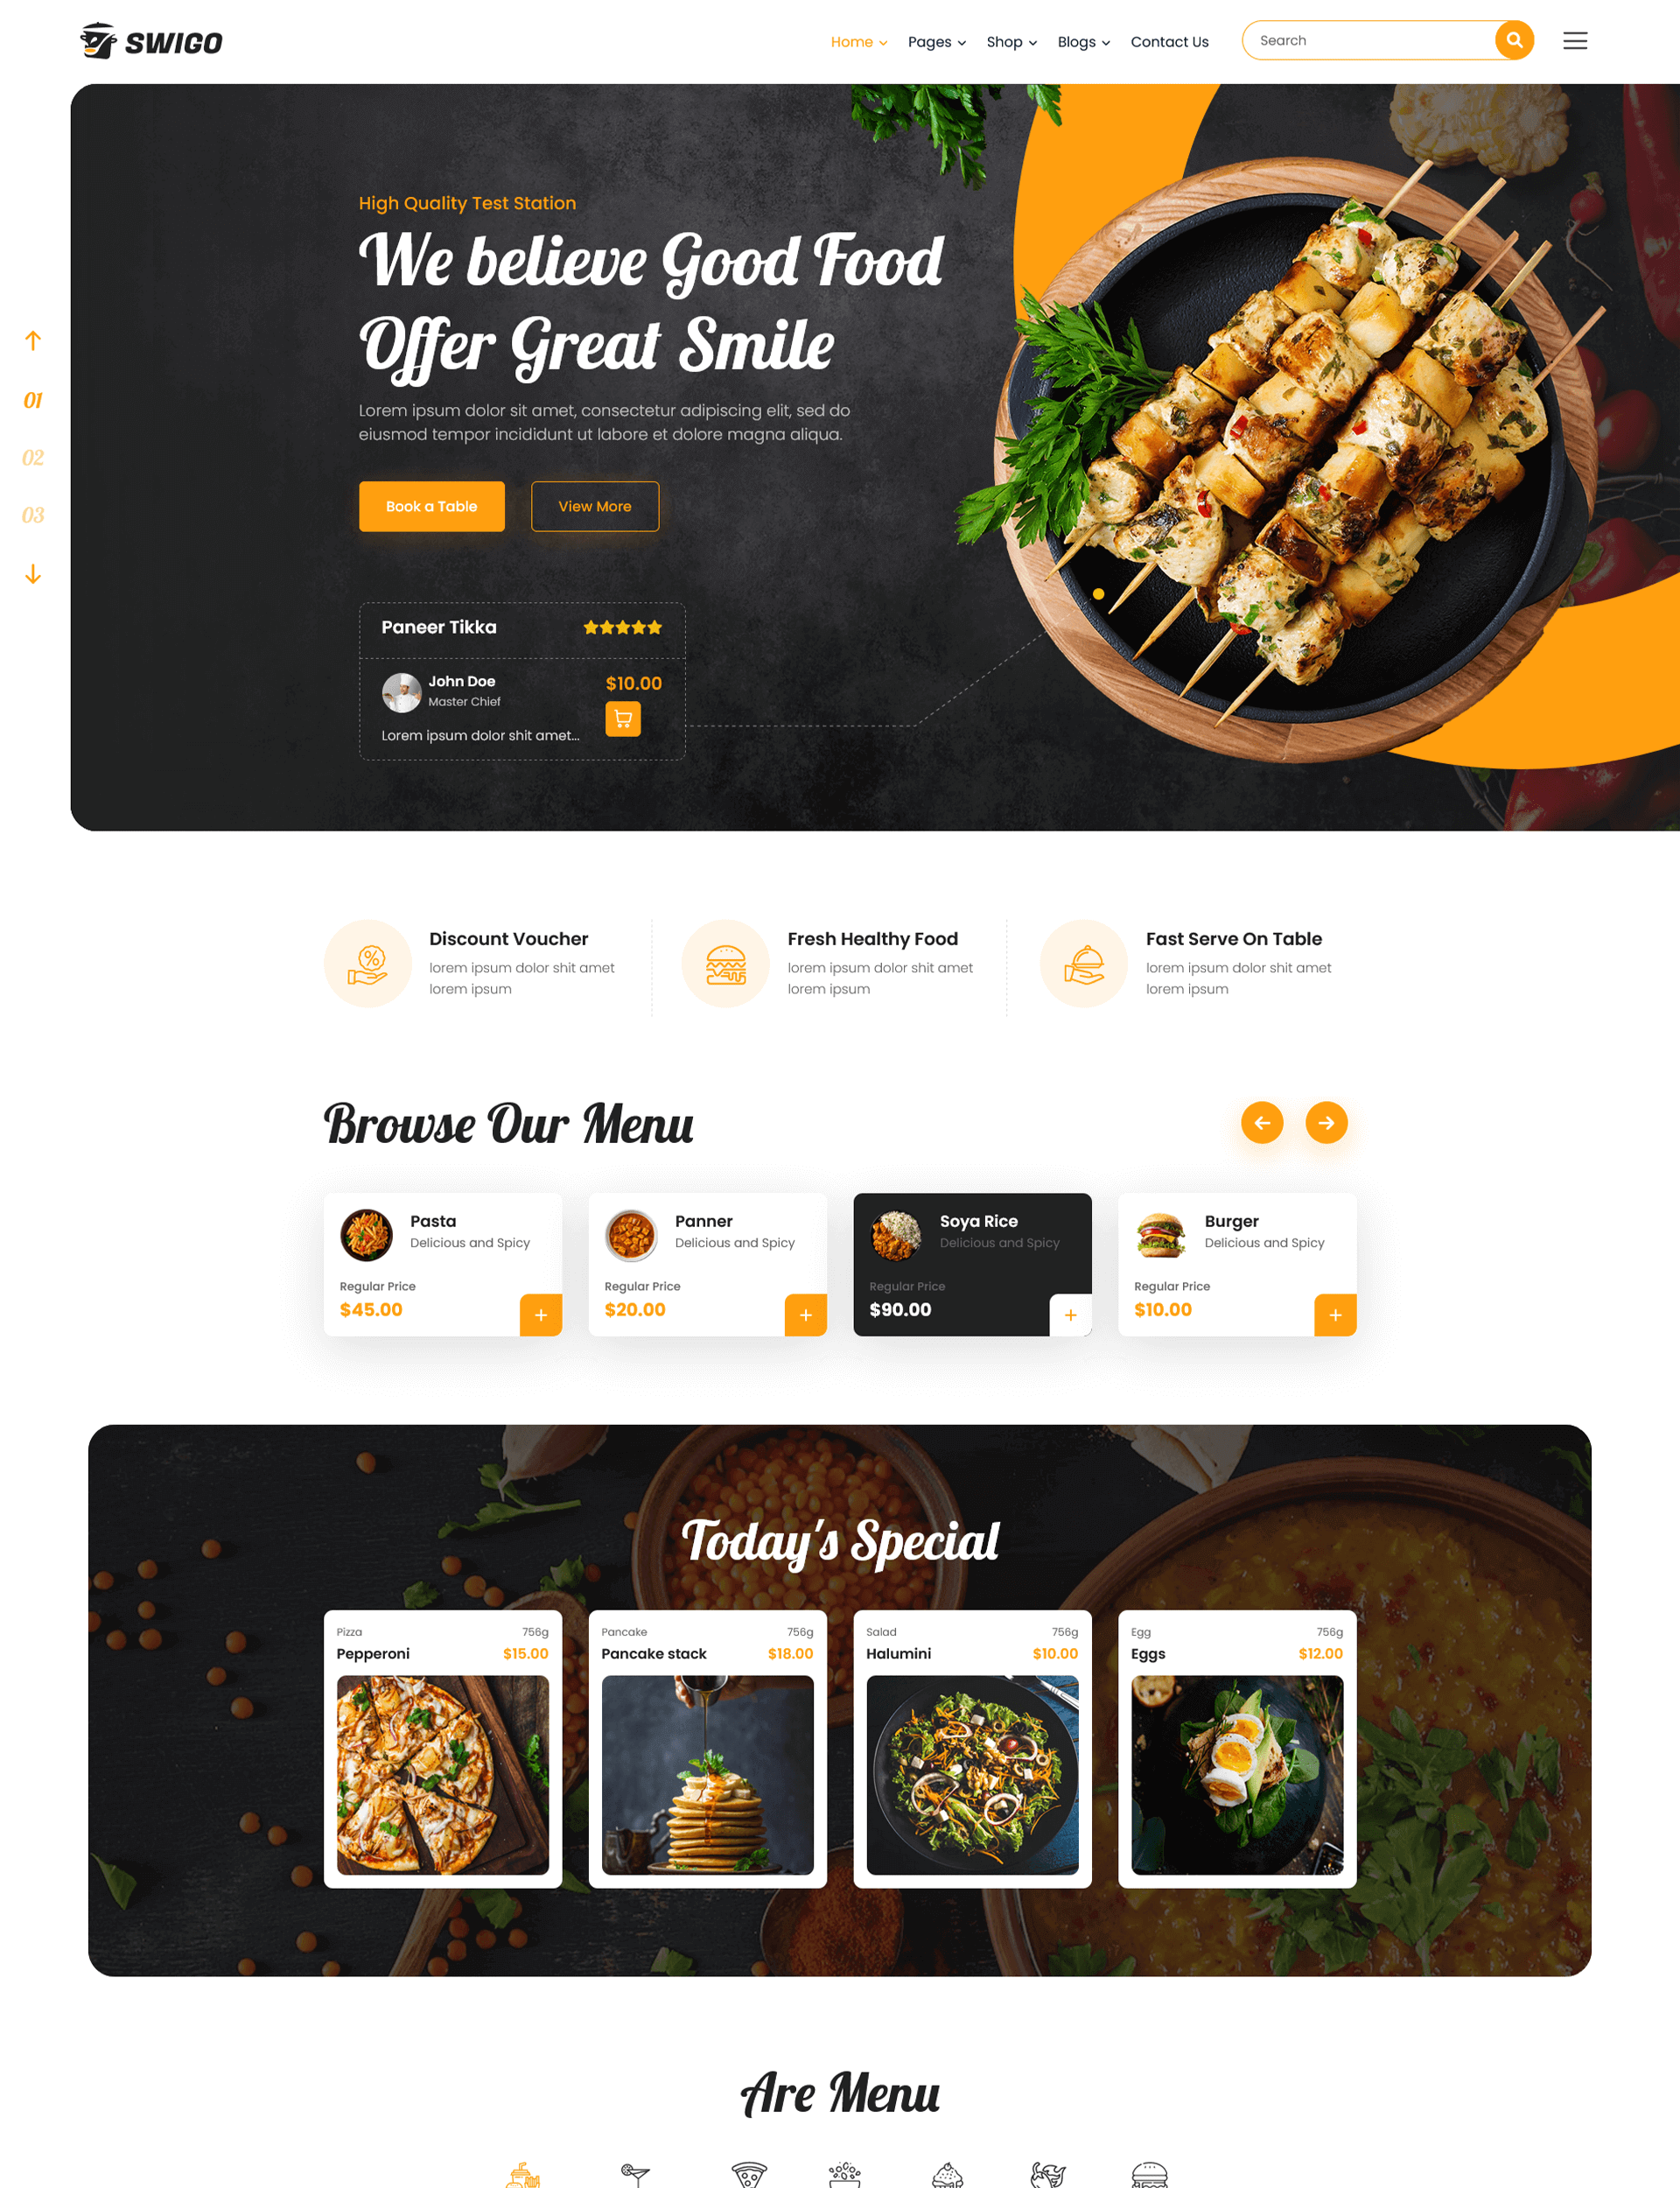 SWIGO
Home
Pages
Shop
Blogs
Contact Us
Search
High Quality Test Station
We believe Good Food
Offer Great Smile
Lorem ipsum dolor sit amet, consectetur adipiscing elit, sed do
eiusmod tempor incididunt ut labore et dolore magna aliqua.
Book a Table
View More
01
02
03
Paneer Tikka
John Doe
Master Chief
$10.00
Lorem ipsum dolor shit amet...
Discount Voucher
lorem ipsum dolor shit amet
lorem ipsum
Fresh Healthy Food
lorem ipsum dolor shit amet
lorem ipsum
Fast Serve On Table
lorem ipsum dolor shit amet
lorem ipsum
Browse Our Menu
Pasta
Delicious and Spicy
Regular Price
$45.00
+
Panner
Delicious and Spicy
Regular Price
$20.00
+
Soya Rice
Delicious and Spicy
Regular Price
$90.00
+
Burger
Delicious and Spicy
Regular Price
$10.00
+
Today's Special
Pizza 756g
Pepperoni $15.00
Pancake 756g
Pancake stack $18.00
Salad 756g
Halumini $10.00
Egg 756g
Eggs $12.00
Are Menu